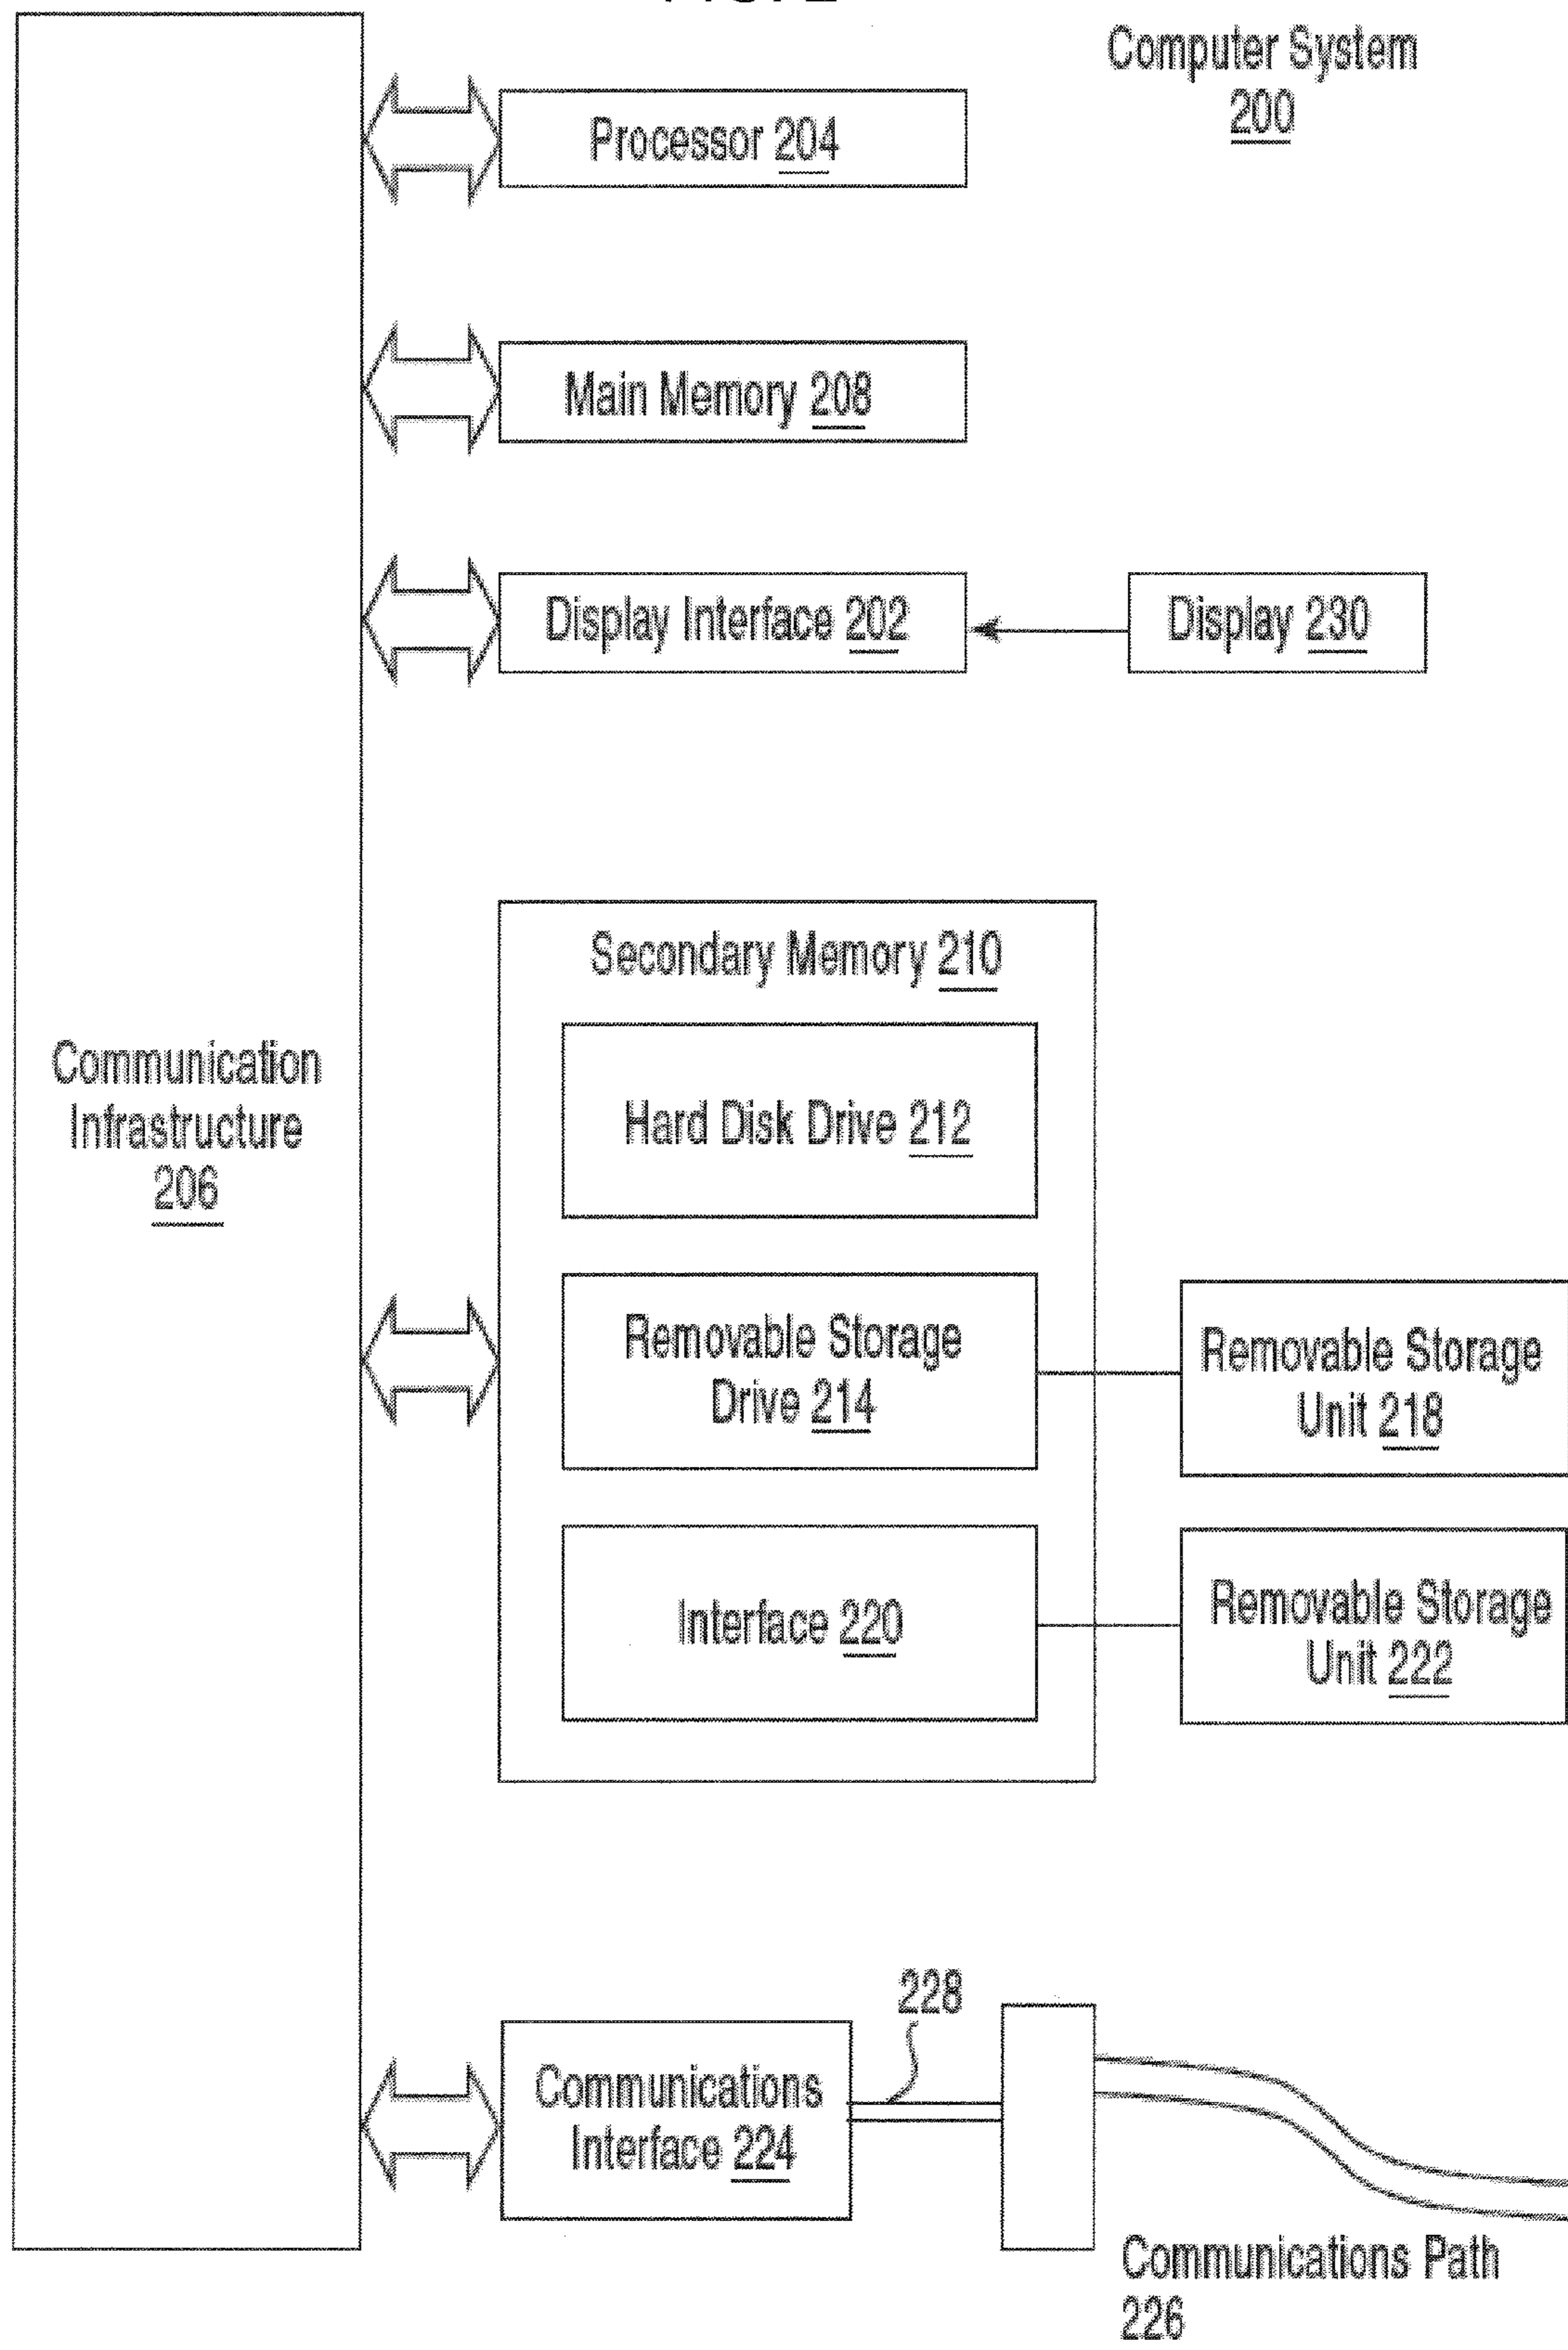 Computer System
200
Processor 204
Main Memory 208
Display Interface 202
Display 230
Secondary Memory 210
Hard Disk Drive 212
Communication
Infrastructure
206
Removable Storage
Drive 214
Removable Storage
Unit 218
Interface 220
Removable Storage
Unit 222
228
Communications
Interface 224
Communications Path
226